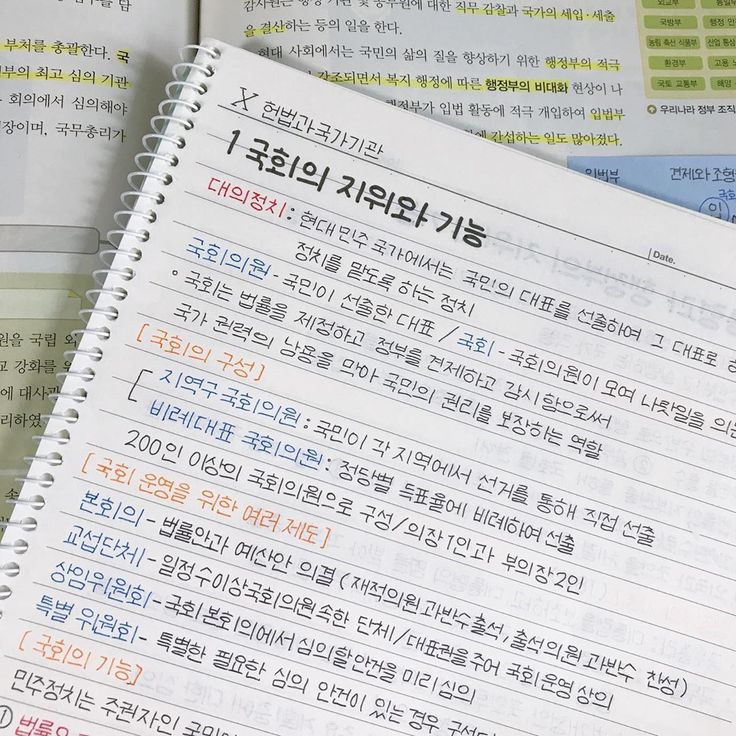 감사원은 행정 기관 및 공무원에 대한 직무 감찰과 국가의 세입·세출
을 결산하는 등의 일을 한다.
현대 사회에서는 국민의 삶의 질을 향상하기 위한 행정부의 적극
강조되면서 복지 행정에 따른 행정부의 비대화 현상이 나
행정부가 입법 활동에 적극 개입하여 입법부
에 간섭하는 일도 많아졌다.
부처를 총괄한다. 국
부의 최고 심의 기관
회의에서 심의해야
장이며, 국무총리가
외교부
통일부
국방부
행정
농림 축산 식품부
산업 통상
환경부
고용
국토 교통부
해양
우리나라 정부 조직
입법부
견제와 조형
X 헌법과 국가기관
1 국회의 지위와 기능
Date.
대의정치 : 현대 민주 국가에서는 국민의 대표를 선출하여 그 대표로
정치를 맡도록 하는 정치
국회의원 - 국민이 선출한 대표 / 국회 - 국회의원이 모여 나랏일을 의논
° 국회는 법률을 제정하고 정부를 견제하고 감시함으로써
국가 권력의 남용을 막아 국민의 권리를 보장하는 역할
[ 국회의 구성 ]
지역구 국회의원 : 국민이 각 지역에서 선거를 통해 직접 선출
비례대표 국회의원 : 정당별 득표율에 비례하여 선출
200인 이상의 국회의원으로 구성 / 의장 1인과 부의장 2인
[ 국회 운영을 위한 여러 제도 ]
본회의 - 법률안과 예산안 의결 ( 재적의원 과반수 출석, 출석의원 과반수 찬성 )
교섭단체 - 일정 수 이상 국회의원 속한 단체 / 대표권을 주어 국회 운영 상의
상임위원회 - 국회 본회의에서 심의할 안건을 미리 심의
특별 위원회 - 특별한 필요한 심의 안건이 있는 경우
[ 국회의 기능 ]
민주정치는 주권자인
① 법률
원을 국립 외
교 강화를 위
에 대사관
리하였